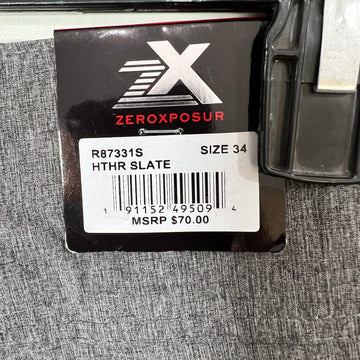 ZX
ZEROXPOSUR
R87331S SIZE 34
HTHR SLATE
1 91152 49509 4
MSRP $70.00